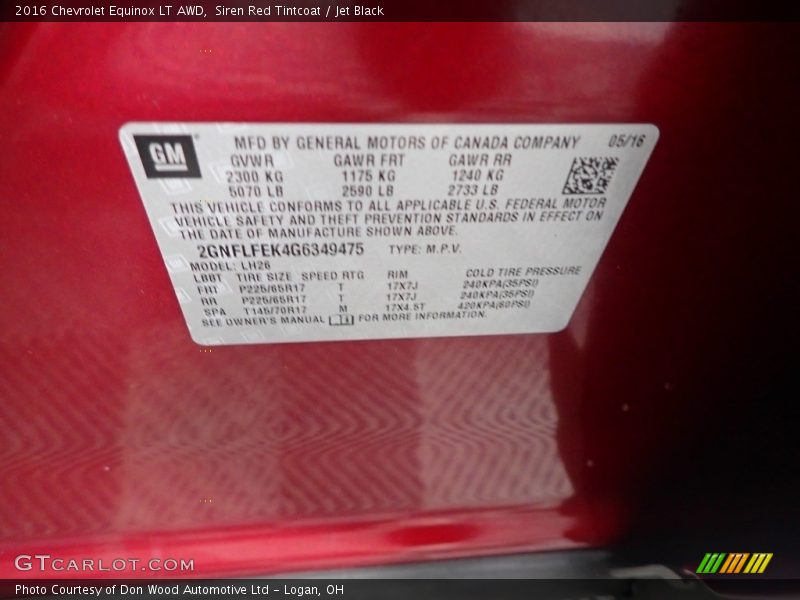 2016 Chevrolet Equinox LT AWD,  Siren Red Tintcoat / Jet Black
GM
MFD BY GENERAL MOTORS OF CANADA COMPANY 05/16
GVWR GAWR FRT GAWR RR
2300 KG 1175 KG 1240 KG
5070 LB 2590 LB 2733 LB
THIS VEHICLE CONFORMS TO ALL APPLICABLE U.S. FEDERAL MOTOR
VEHICLE SAFETY AND THEFT PREVENTION STANDARDS IN EFFECT ON
THE DATE OF MANUFACTURE SHOWN ABOVE.
2GNFLFEK4G6349475 TYPE: M.P.V.
MODEL: LH26
LBBT TIRE SIZE SPEED RTG RIM COLD TIRE PRESSURE
FRT P225/65R17 T 17X7J 240KPA(35PSI)
RR P225/65R17 T 17X7J 240KPA(35PSI)
SPA T145/70R17 M 17X4.5T 420KPA(60PSI)
SEE OWNER'S MANUAL FOR MORE INFORMATION.
GTCARLOT.COM
Photo Courtesy of Don Wood Automotive Ltd - Logan, OH